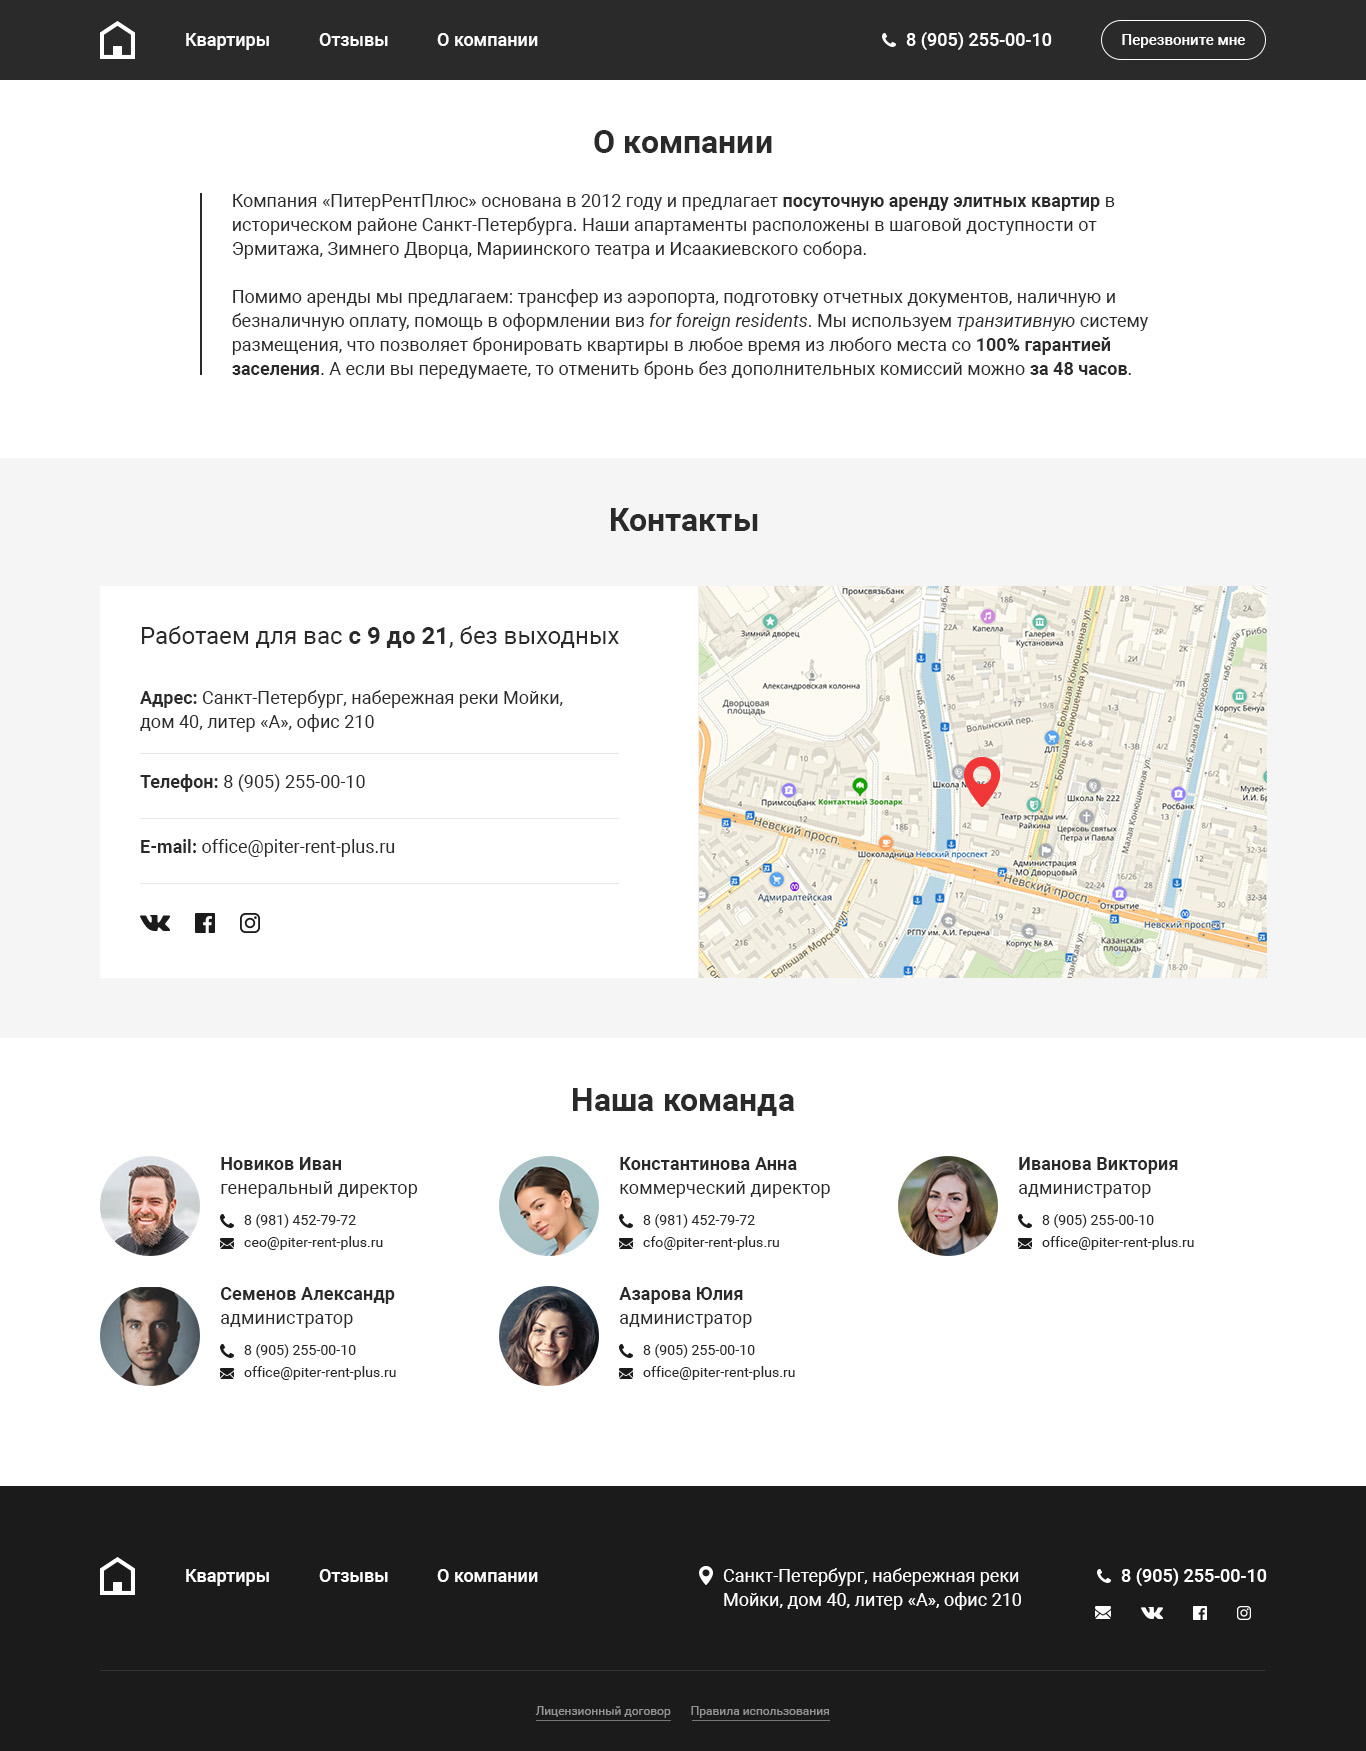 Квартиры Отзывы О компании 8 (905) 255-00-10 Перезвоните мне
О компании
Компания «ПитерРентПлюс» основана в 2012 году и предлагает посуточную аренду элитных квартир в
историческом районе Санкт-Петербурга. Наши апартаменты расположены в шаговой доступности от
Эрмитажа, Зимнего Дворца, Мариинского театра и Исаакиевского собора.
Помимо аренды мы предлагаем: трансфер из аэропорта, подготовку отчетных документов, наличную и
безналичную оплату, помощь в оформлении виз for foreign residents. Мы используем транзитивную систему
размещения, что позволяет бронировать квартиры в любое время из любого места со 100% гарантией
заселения. А если вы передумаете, то отменить бронь без дополнительных комиссий можно за 48 часов.
Контакты
Работаем для вас с 9 до 21, без выходных
Адрес: Санкт-Петербург, набережная реки Мойки,
дом 40, литер «А», офис 210
Телефон: 8 (905) 255-00-10
E-mail: office@piter-rent-plus.ru
Промсвязьбанк
Зимний дворец
Капелла
Галерея
Кустановича
Александровская колонна
Дворцовая
площадь
наб. реки Мойки
Волынский пер.
Большая Конюшенная ул.
Большая Конюшенная ул.
наб. канала Грибоедова
Корпус Бенуа
ДЛТ
Школа №
Школа № 222
Примсоцбанк
Контактный Зоопарк
Росбанк
Театр эстрады им.
Райкина
Церковь святых
Петра и Павла
Малая Конюшенная ул.
Невский просп.
Шоколадница
Невский проспект
Администрация
МО Дворцовый
Невский просп.
Адмиралтейская
Открытие
Невский проспект
РГПУ им. А.И. Герцена
Корпус № 8А
Казанская
площадь
Большая Морская ул.
18-20
Наша команда
Новиков Иван
генеральный директор
8 (981) 452-79-72
ceo@piter-rent-plus.ru
Константинова Анна
коммерческий директор
8 (981) 452-79-72
cfo@piter-rent-plus.ru
Иванова Виктория
администратор
8 (905) 255-00-10
office@piter-rent-plus.ru
Семенов Александр
администратор
8 (905) 255-00-10
office@piter-rent-plus.ru
Азарова Юлия
администратор
8 (905) 255-00-10
office@piter-rent-plus.ru
Квартиры Отзывы О компании
Санкт-Петербург, набережная реки
Мойки, дом 40, литер «А», офис 210
8 (905) 255-00-10
Лицензионный договор Правила использования